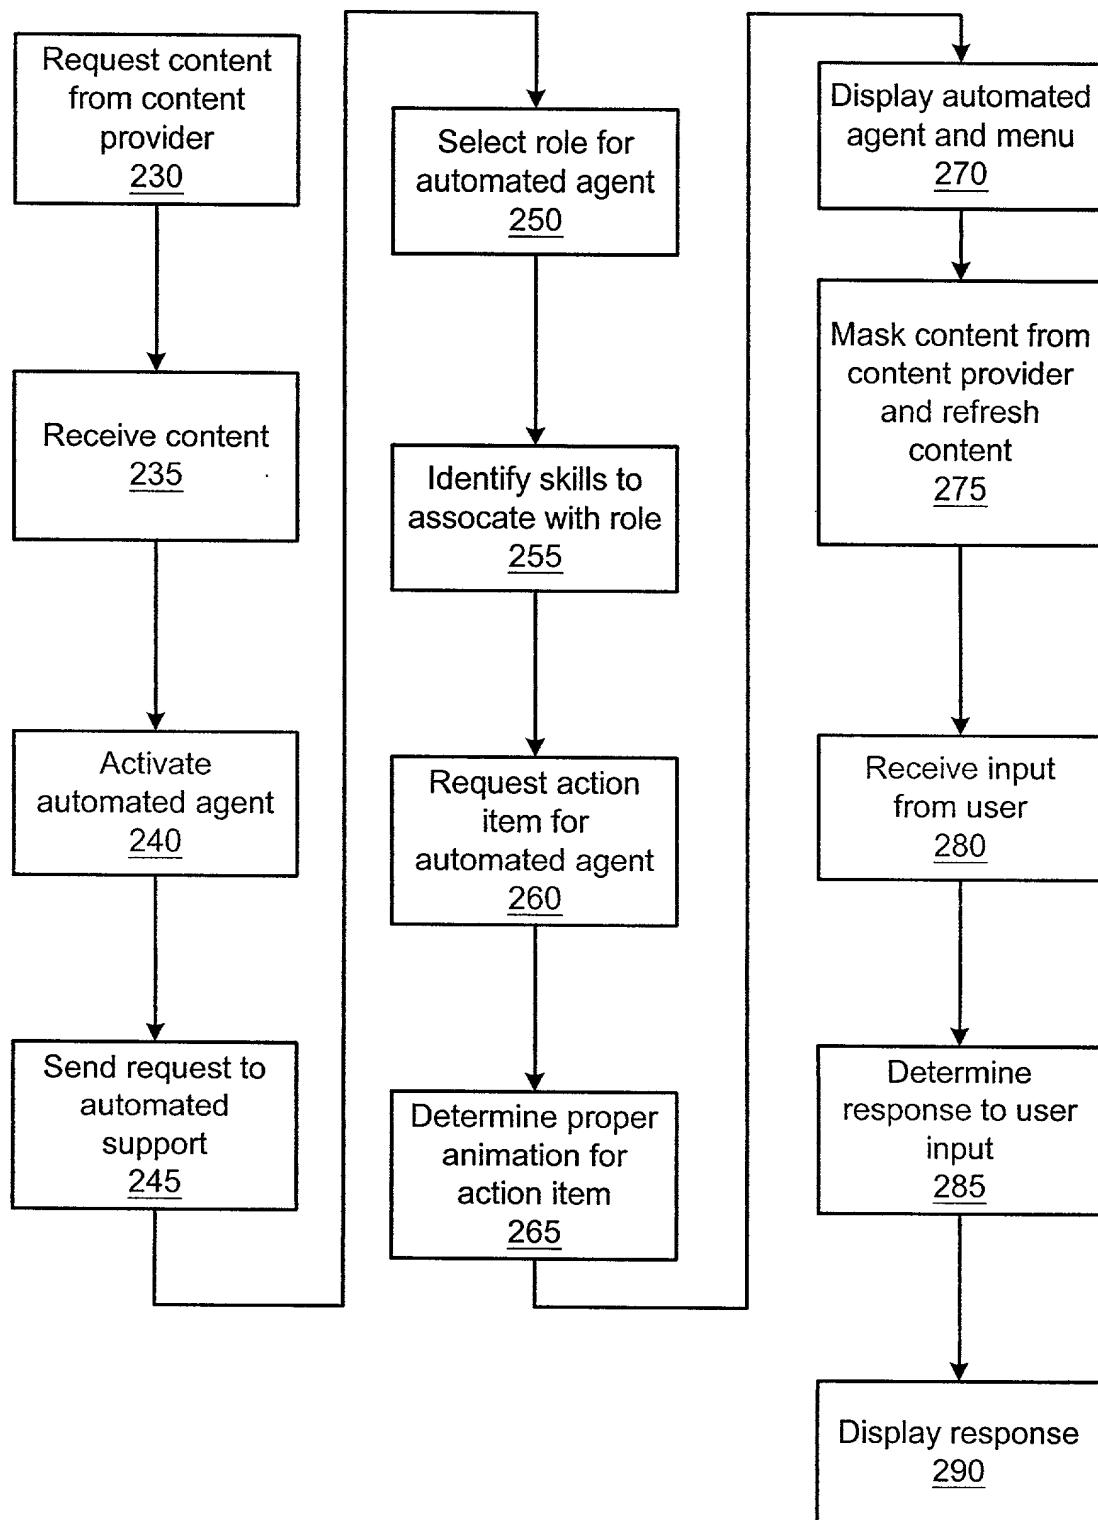 Request content
from content
provider
230
Receive content
235
Activate
automated agent
240
Send request to
automated
support
245
Select role for
automated agent
250
Identify skills to
assocate with role
255
Request action
item for
automated agent
260
Determine proper
animation for
action item
265
Display automated
agent and menu
270
Mask content from
content provider
and refresh
content
275
Receive input
from user
280
Determine
response to user
input
285
Display response
290